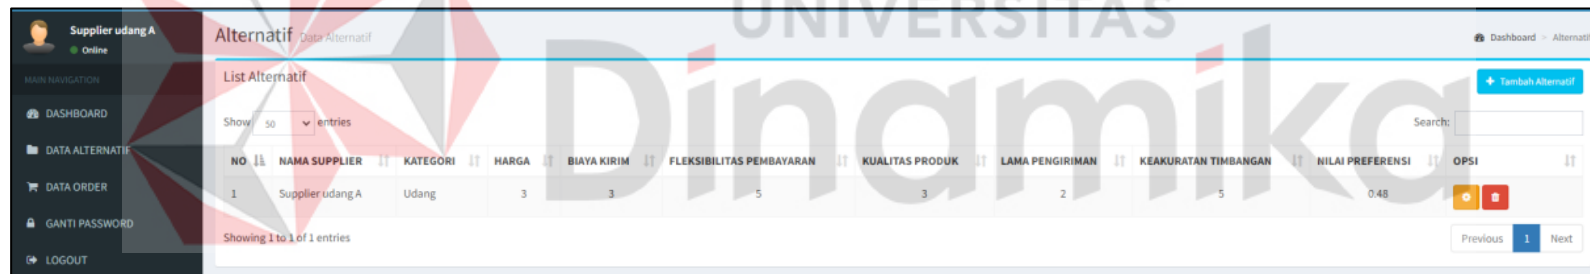 UNIVERSITAS
Dinamika
Supplier udang A
Online
Alternatif Data Alternatif
Dashboard > Alternatif
MAIN NAVIGATION
List Alternatif
+ Tambah Alternatif
DASHBOARD
Show 50 entries
Search:
DATA ALTERNATIF
NO NAMA SUPPLIER KATEGORI HARGA BIAYA KIRIM FLEKSIBILITAS PEMBAYARAN KUALITAS PRODUK LAMA PENGIRIMAN KEAKURATAN TIMBANGAN NILAI PREFERENSI OPSI
DATA ORDER
1 Supplier udang A Udang 3 3 5 3 2 5 0.48
GANTI PASSWORD
Showing 1 to 1 of 1 entries
Previous 1 Next
LOGOUT